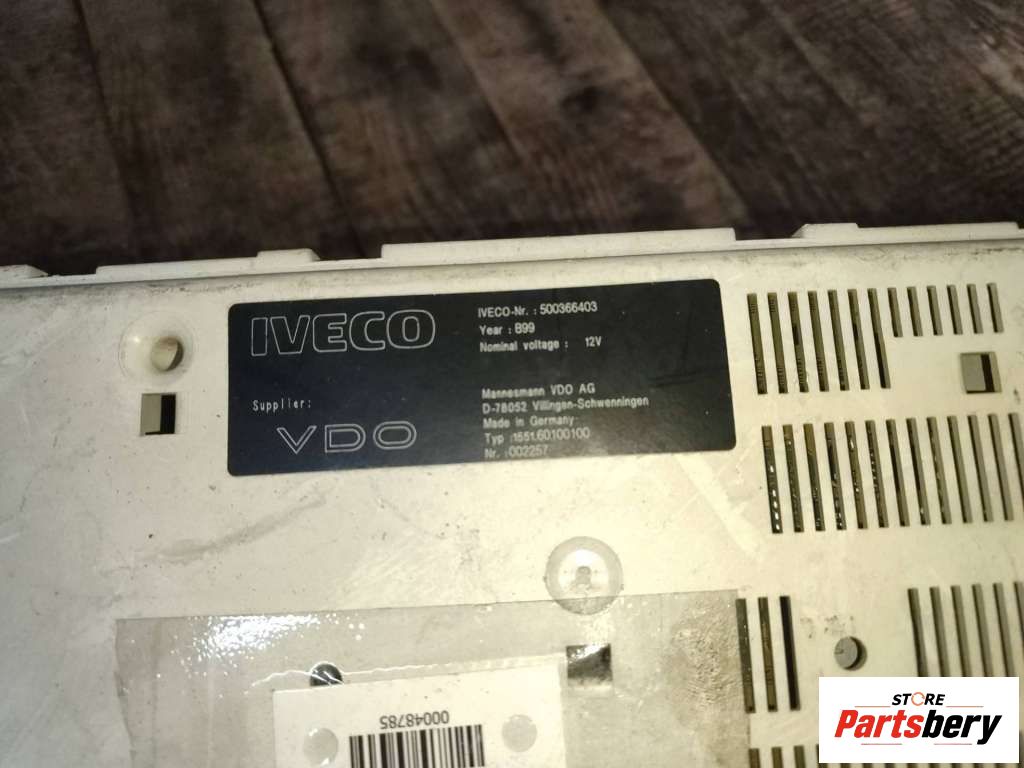 IVECO
IVECO-Nr. : 500366403
Year : B99
Nominal voltage : 12V
Supplier:
VDO
Mannesmann VDO AG
D-78052 Villingen-Schwenningen
Made in Germany
Typ :1551.60100100
Nr. :002257
00048785
STORE
Partsbery